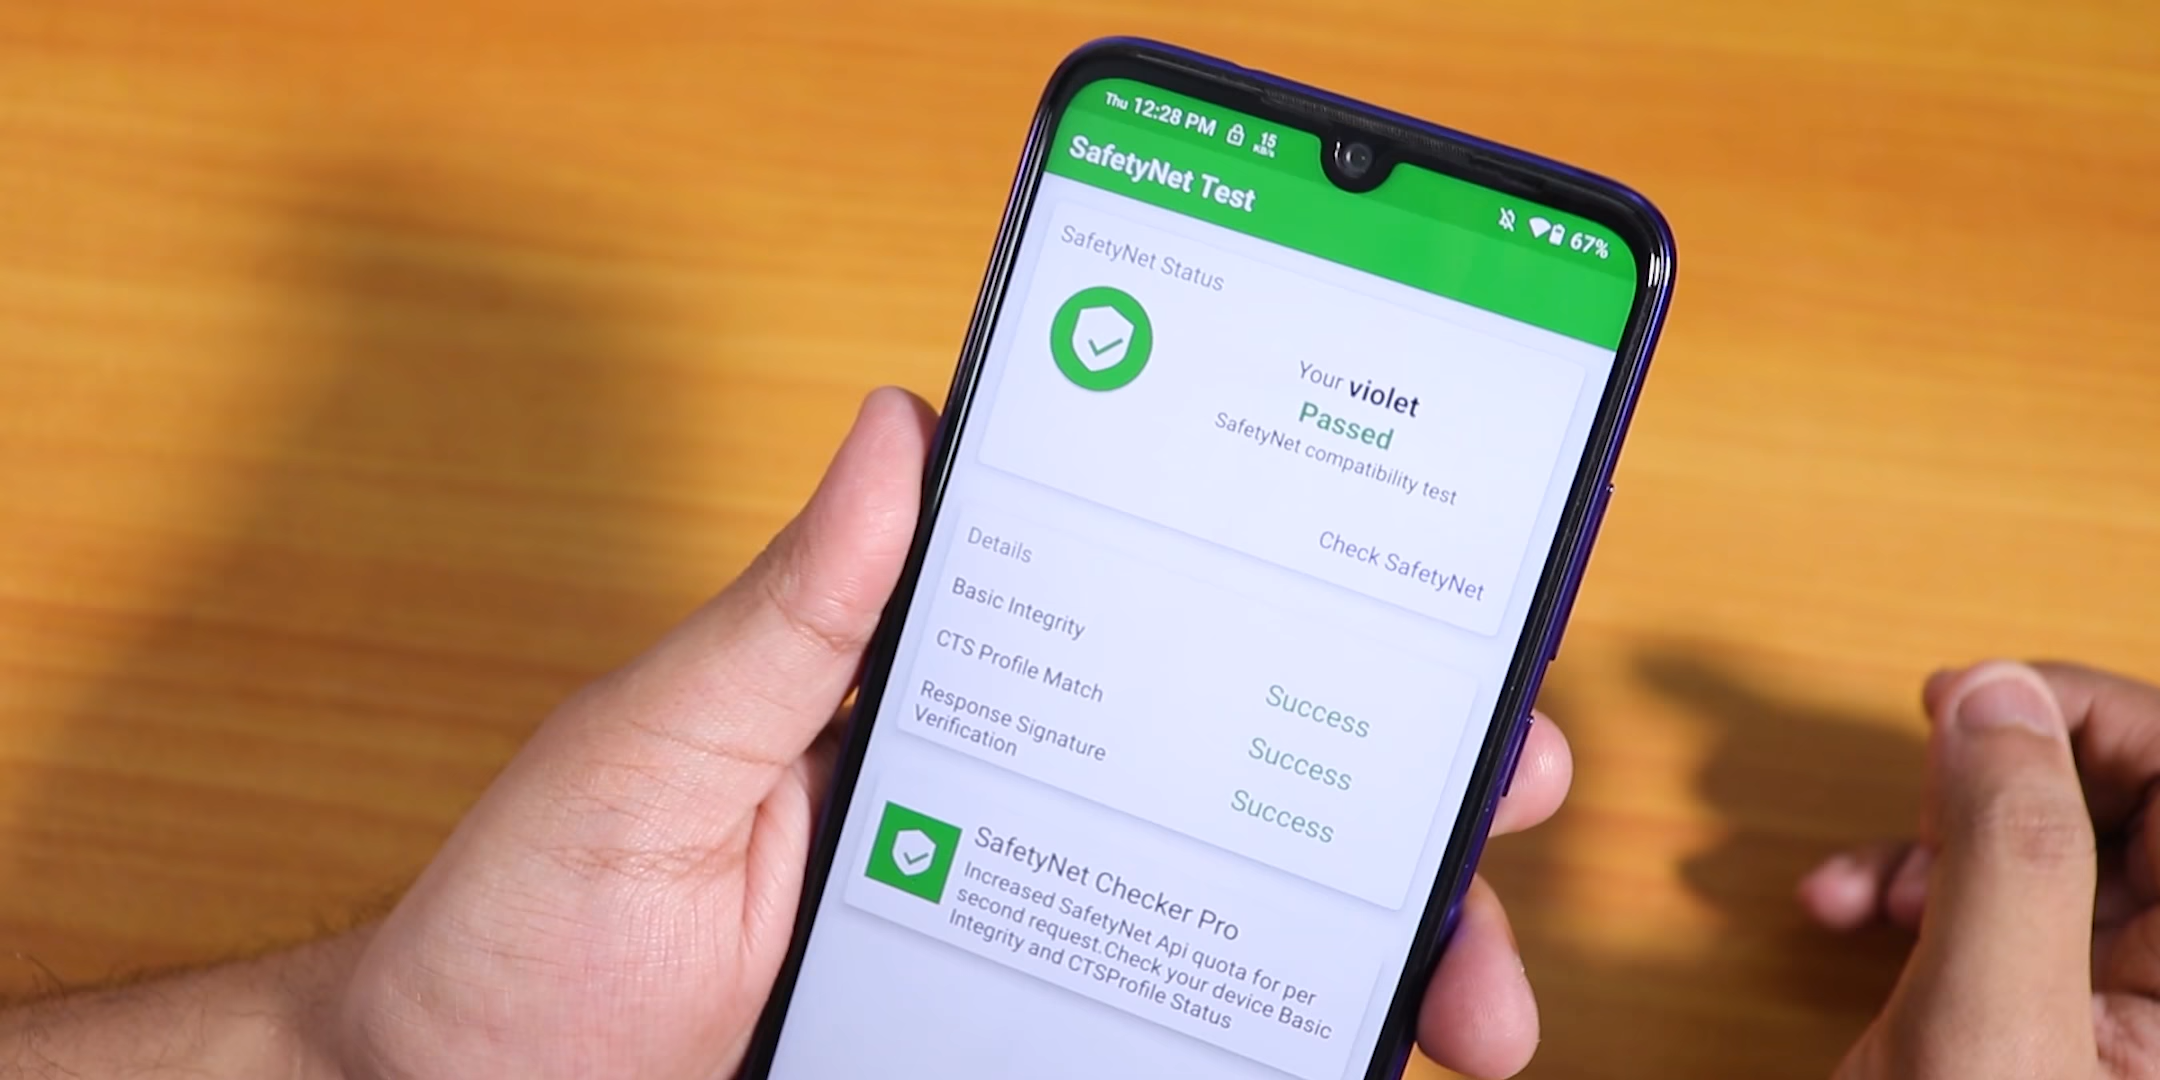 Thu 12:28 PM 15 KB/s 67%
SafetyNet Test
SafetyNet Status
Your violet
Passed
SafetyNet compatibility test
Check SafetyNet
Details
Basic Integrity Success
CTS Profile Match Success
Response Signature
Verification Success
SafetyNet Checker Pro
Increased SafetyNet Api quota for per
second request.Check your device Basic
Integrity and CTSProfile Status